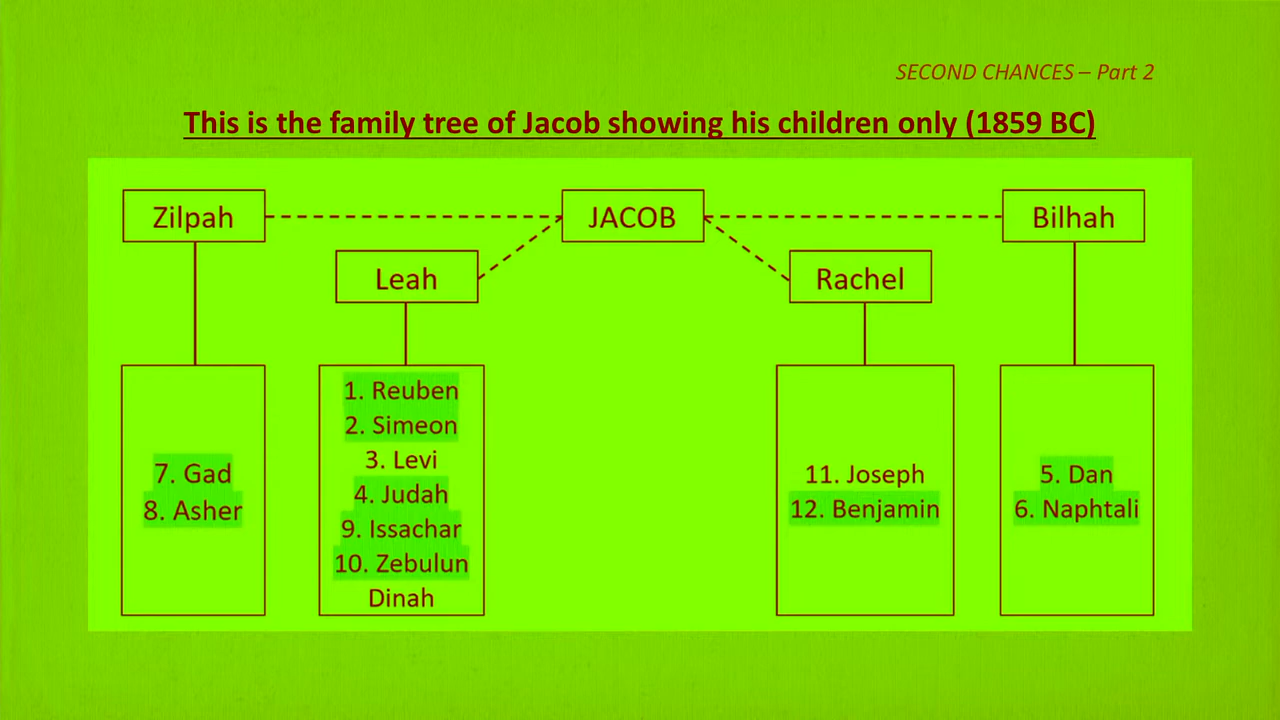 SECOND CHANCES – Part 2
This is the family tree of Jacob showing his children only (1859 BC)
Zilpah
JACOB
Bilhah
Leah
Rachel
7. Gad
8. Asher
1. Reuben
2. Simeon
3. Levi
4. Judah
9. Issachar
10. Zebulun
Dinah
11. Joseph
12. Benjamin
5. Dan
6. Naphtali